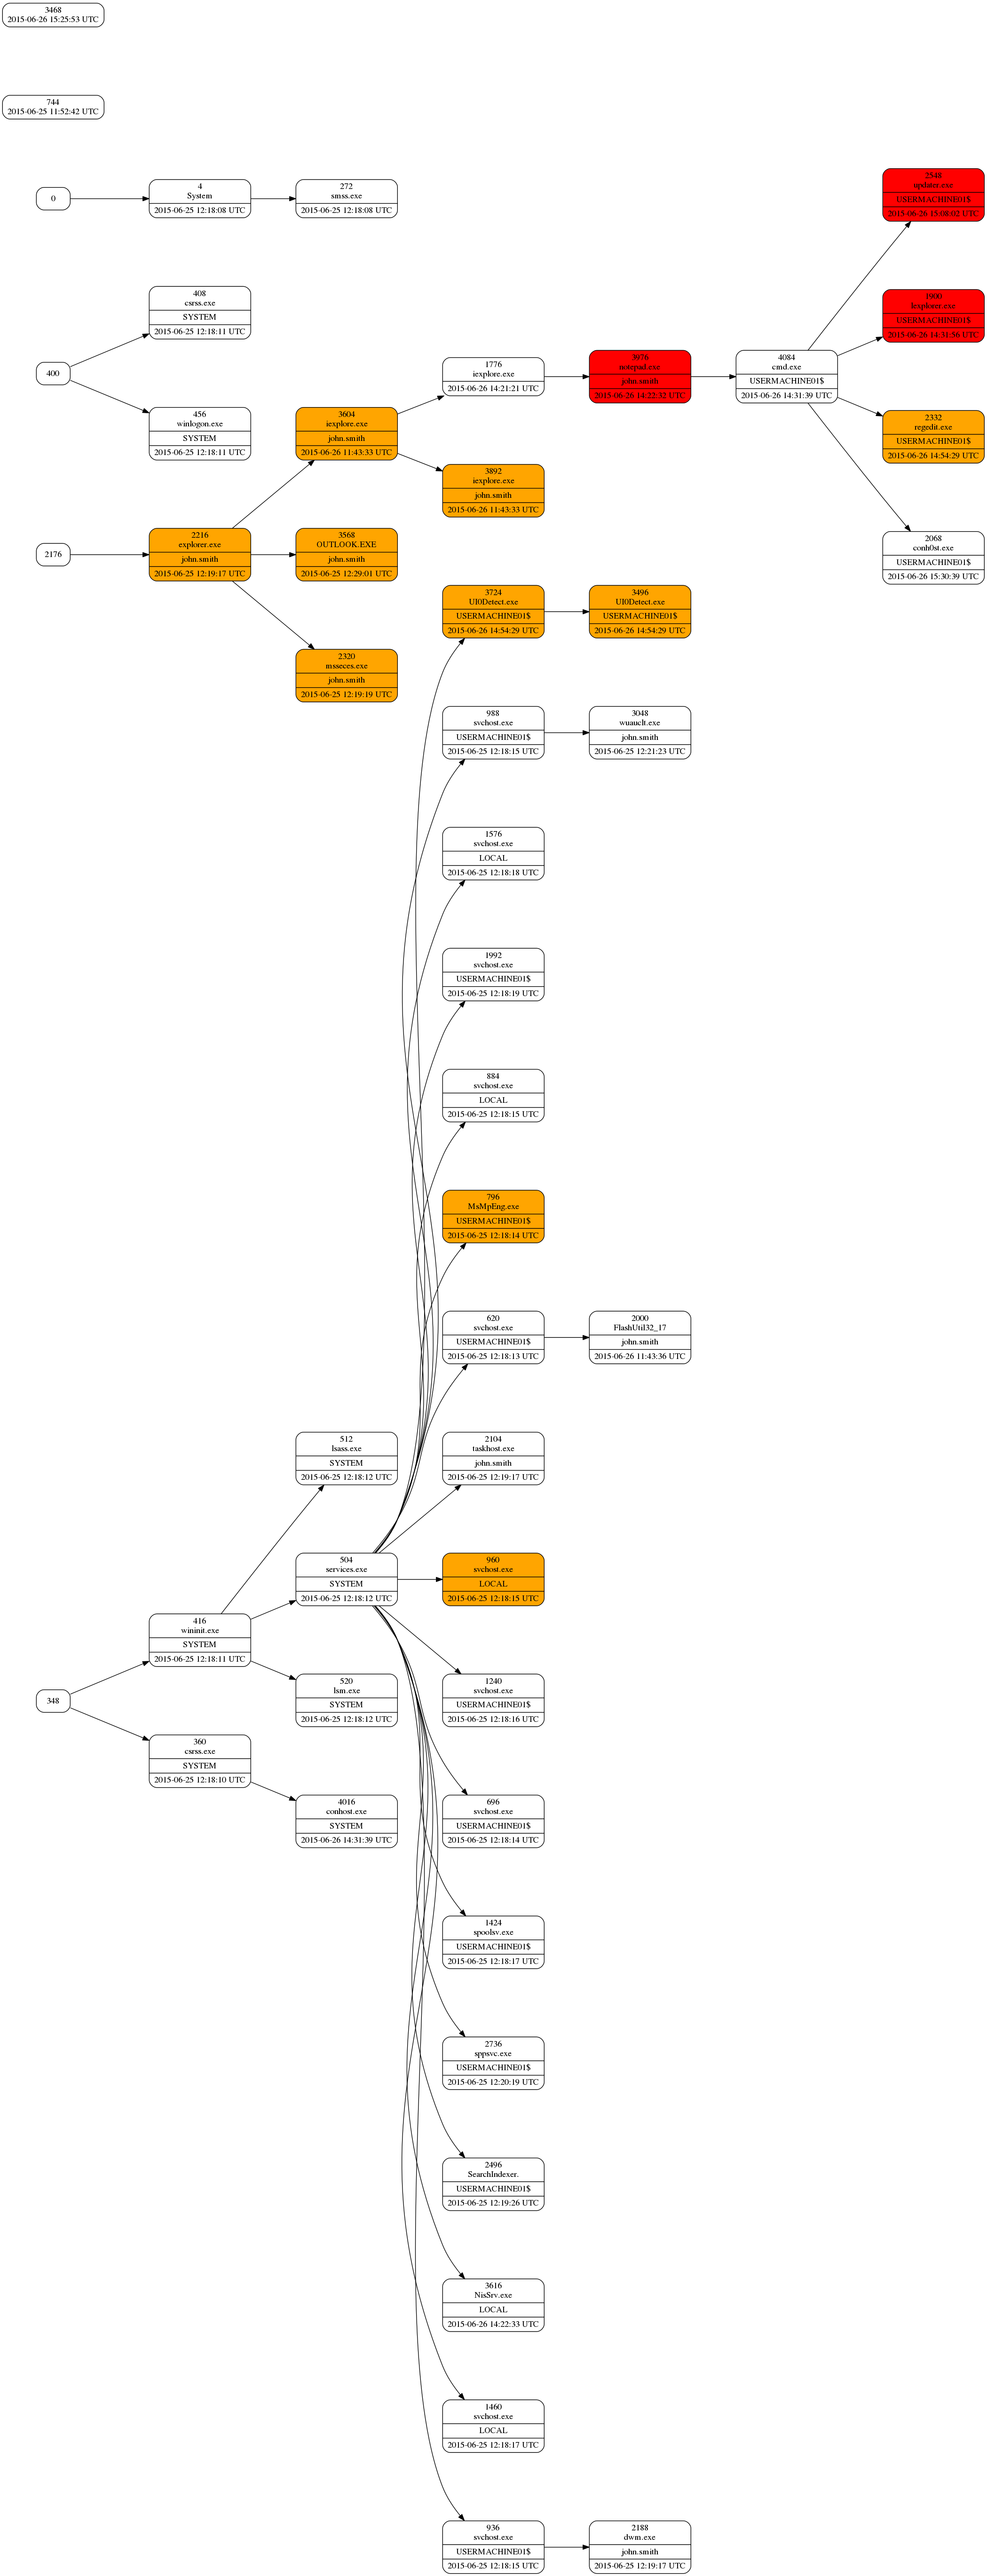 3468
2015-06-26 15:25:53 UTC
744
2015-06-25 11:52:42 UTC
0
4
System
2015-06-25 12:18:08 UTC
272
smss.exe
2015-06-25 12:18:08 UTC
2548
updater.exe
USERMACHINE01$
2015-06-26 15:08:02 UTC
400
408
csrss.exe
SYSTEM
2015-06-25 12:18:11 UTC
456
winlogon.exe
SYSTEM
2015-06-25 12:18:11 UTC
1900
USERMACHINE01$
2015-06-26 14:31:56 UTC
1776
iexplore.exe
2015-06-26 14:21:21 UTC
3976
notepad.exe
john.smith
2015-06-26 14:22:32 UTC
4084
cmd.exe
USERMACHINE01$
2015-06-26 14:31:39 UTC
3604
iexplore.exe
john.smith
2015-06-26 11:43:33 UTC
2332
regedit.exe
USERMACHINE01$
2015-06-26 14:54:29 UTC
3892
iexplore.exe
john.smith
2015-06-26 11:43:33 UTC
2176
2216
explorer.exe
john.smith
2015-06-25 12:19:17 UTC
3568
OUTLOOK.EXE
john.smith
2015-06-25 12:29:01 UTC
2068
conh0st.exe
USERMACHINE01$
2015-06-26 15:30:39 UTC
3724
UI0Detect.exe
USERMACHINE01$
2015-06-26 14:54:29 UTC
3496
UI0Detect.exe
USERMACHINE01$
2015-06-26 14:54:29 UTC
2320
msseces.exe
john.smith
2015-06-25 12:19:19 UTC
988
svchost.exe
USERMACHINE01$
2015-06-25 12:18:15 UTC
3048
wuauclt.exe
john.smith
2015-06-25 12:21:23 UTC
1576
svchost.exe
LOCAL
2015-06-25 12:18:18 UTC
1992
svchost.exe
USERMACHINE01$
2015-06-25 12:18:19 UTC
884
svchost.exe
LOCAL
2015-06-25 12:18:15 UTC
796
MsMpEng.exe
USERMACHINE01$
2015-06-25 12:18:14 UTC
620
svchost.exe
USERMACHINE01$
2015-06-25 12:18:13 UTC
2000
FlashUtil32_17
john.smith
2015-06-26 11:43:36 UTC
512
lsass.exe
SYSTEM
2015-06-25 12:18:12 UTC
2104
taskhost.exe
john.smith
2015-06-25 12:19:17 UTC
504
services.exe
SYSTEM
2015-06-25 12:18:12 UTC
960
svchost.exe
LOCAL
2015-06-25 12:18:15 UTC
416
wininit.exe
SYSTEM
2015-06-25 12:18:11 UTC
348
520
lsm.exe
SYSTEM
2015-06-25 12:18:12 UTC
1240
svchost.exe
USERMACHINE01$
2015-06-25 12:18:16 UTC
360
csrss.exe
SYSTEM
2015-06-25 12:18:10 UTC
4016
conhost.exe
SYSTEM
2015-06-26 14:31:39 UTC
696
svchost.exe
USERMACHINE01$
2015-06-25 12:18:14 UTC
1424
spoolsv.exe
USERMACHINE01$
2015-06-25 12:18:17 UTC
2736
sppsvc.exe
USERMACHINE01$
2015-06-25 12:20:19 UTC
2496
SearchIndexer.
USERMACHINE01$
2015-06-25 12:19:26 UTC
3616
NisSrv.exe
LOCAL
2015-06-26 14:22:33 UTC
1460
svchost.exe
LOCAL
2015-06-25 12:18:17 UTC
936
svchost.exe
USERMACHINE01$
2015-06-25 12:18:15 UTC
2188
dwm.exe
john.smith
2015-06-25 12:19:17 UTC